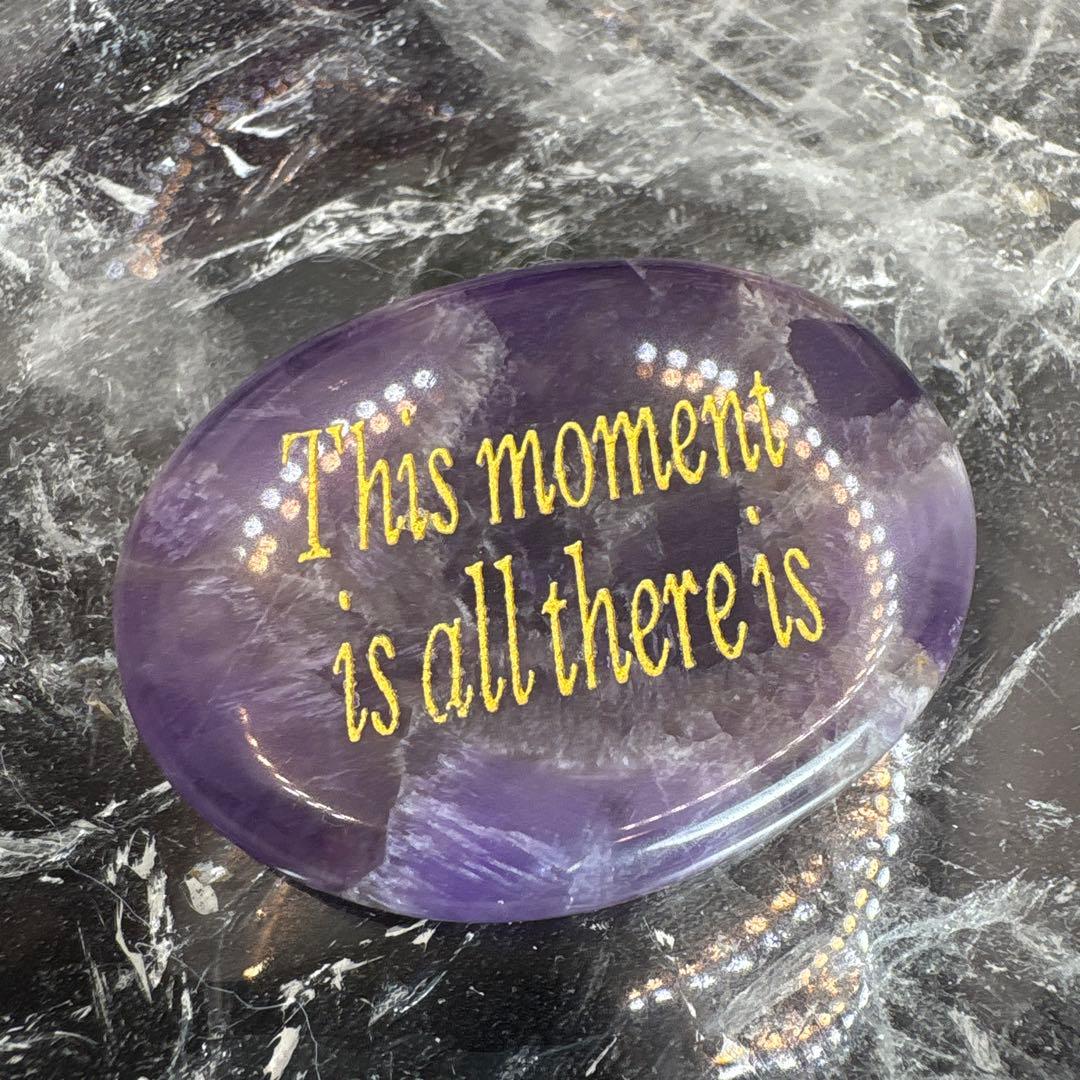 This moment
is all there is